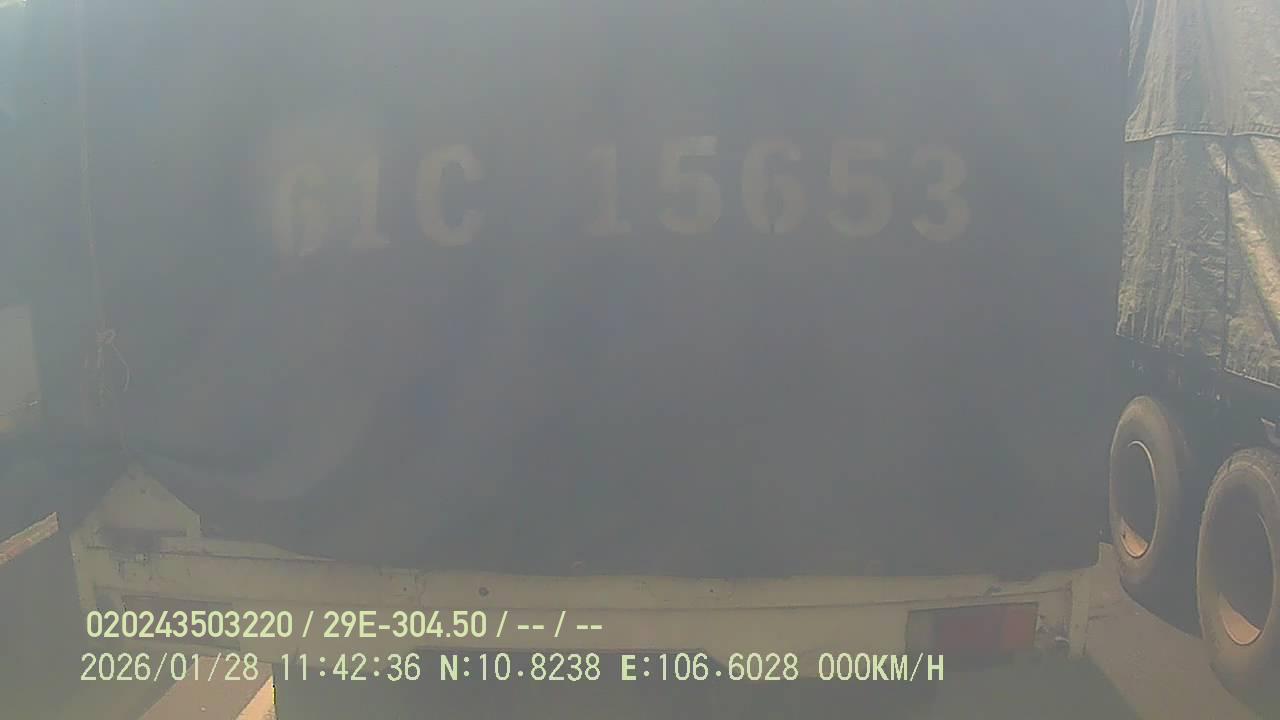 61C 15653
020243503220 / 29E-304.50 / -- / --
2026/01/28 11:42:36 N:10.8238 E:106.6028 000KM/H